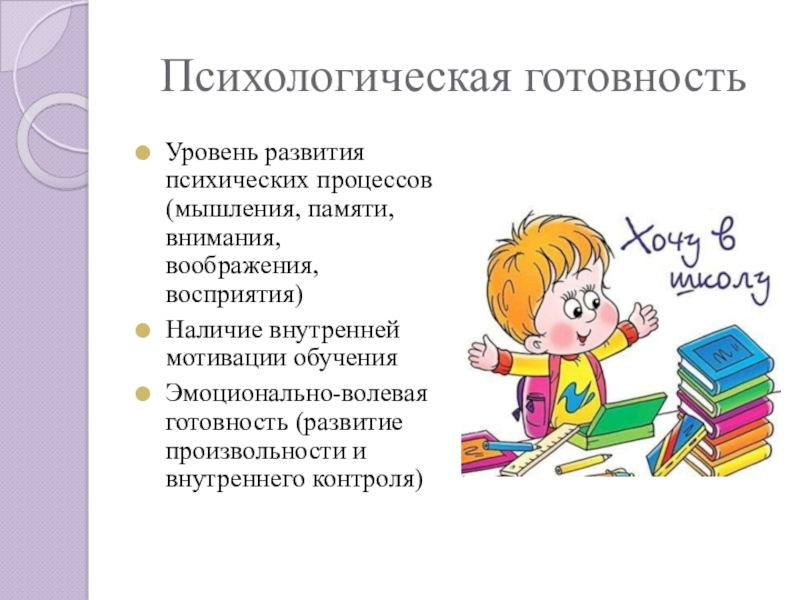 Психологическая готовность
Уровень развития
психических процессов
(мышления, памяти,
внимания,
воображения,
восприятия)
Наличие внутренней
мотивации обучения
Эмоционально-волевая
готовность (развитие
произвольности и
внутреннего контроля)
Хочу в
школу